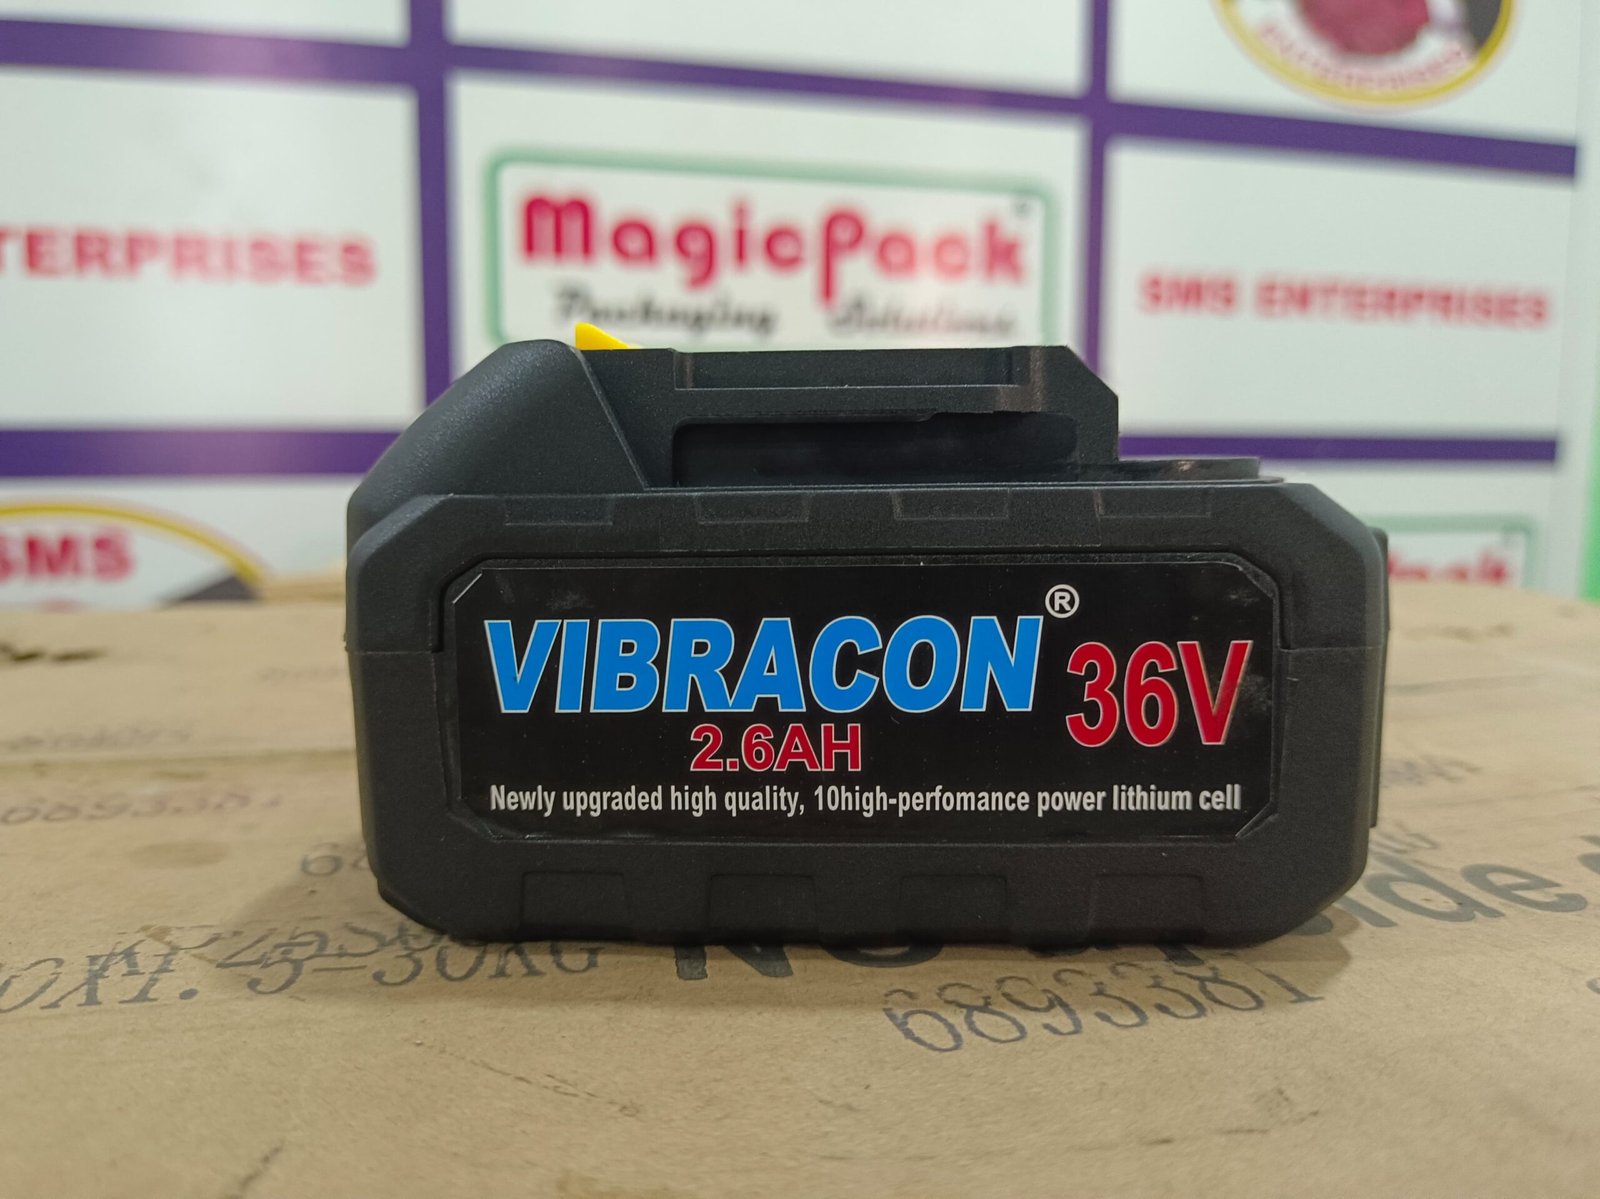 MagicPack
Packaging Solutions
TERPRISES
SMS ENTERPRISES
SMS
VIBRACON®
36V
2.6AH
Newly upgraded high quality, 10high-perfomance power lithium cell
6893381
6893381